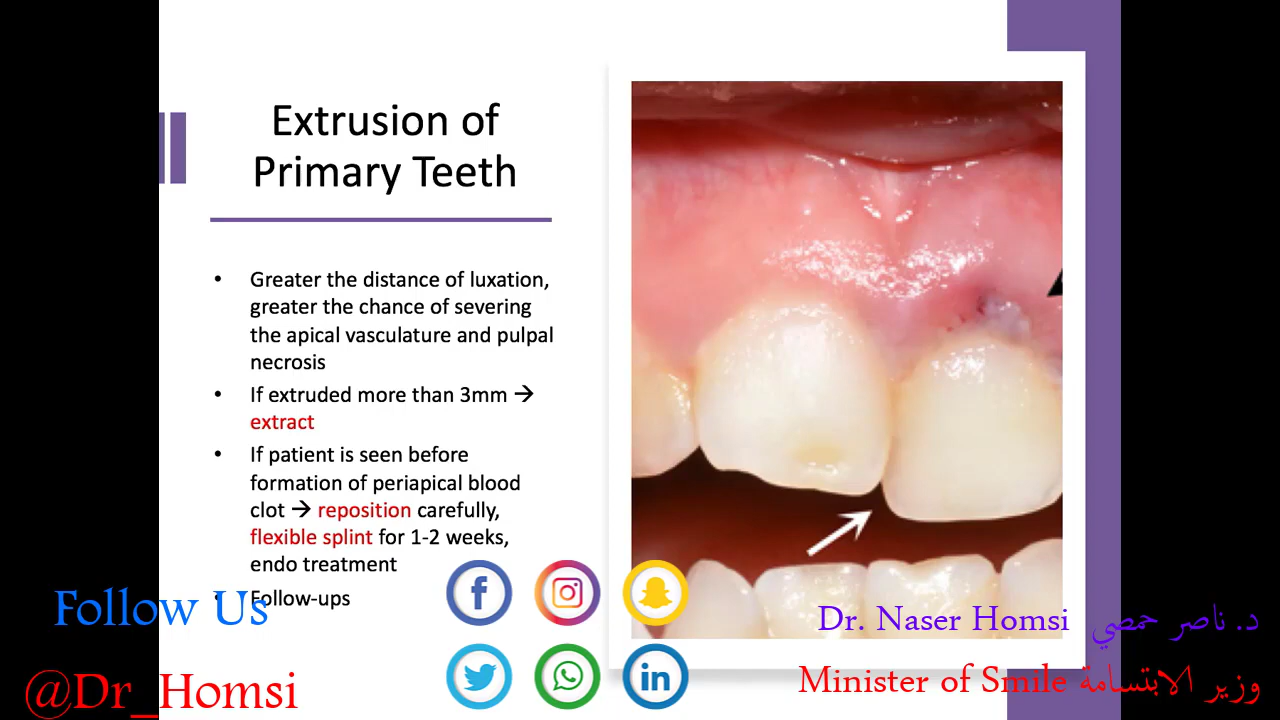 Extrusion of
Primary Teeth
• Greater the distance of luxation,
greater the chance of severing
the apical vasculature and pulpal
necrosis
• If extruded more than 3mm →
extract
• If patient is seen before
formation of periapical blood
clot → reposition carefully,
flexible splint for 1-2 weeks,
endo treatment
• Follow-ups
Follow Us
@Dr_Homsi
Dr. Naser Homsi د. ناصر حمصي
Minister of Smile وزير الابتسامة